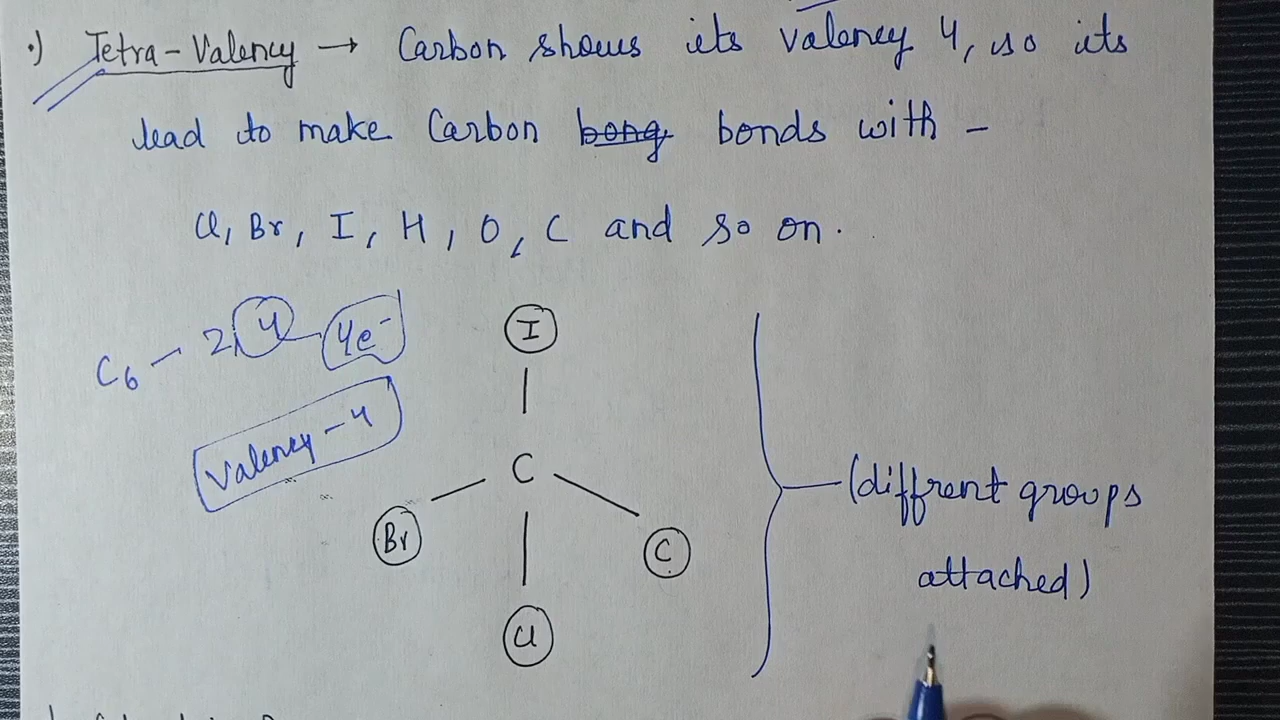 •) Tetra-Valency → Carbon shows its valency 4, so its
lead to make Carbon bong bonds with -
Cl, Br, I, H, O, C and so on.
C6 - 2,4 - 4e-
Valency - 4
I
C
Br
C
Cl
(diffrent groups
attached)